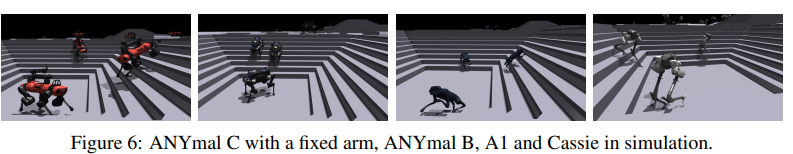 Figure 6: ANYmal C with a fixed arm, ANYmal B, A1 and Cassie in simulation.